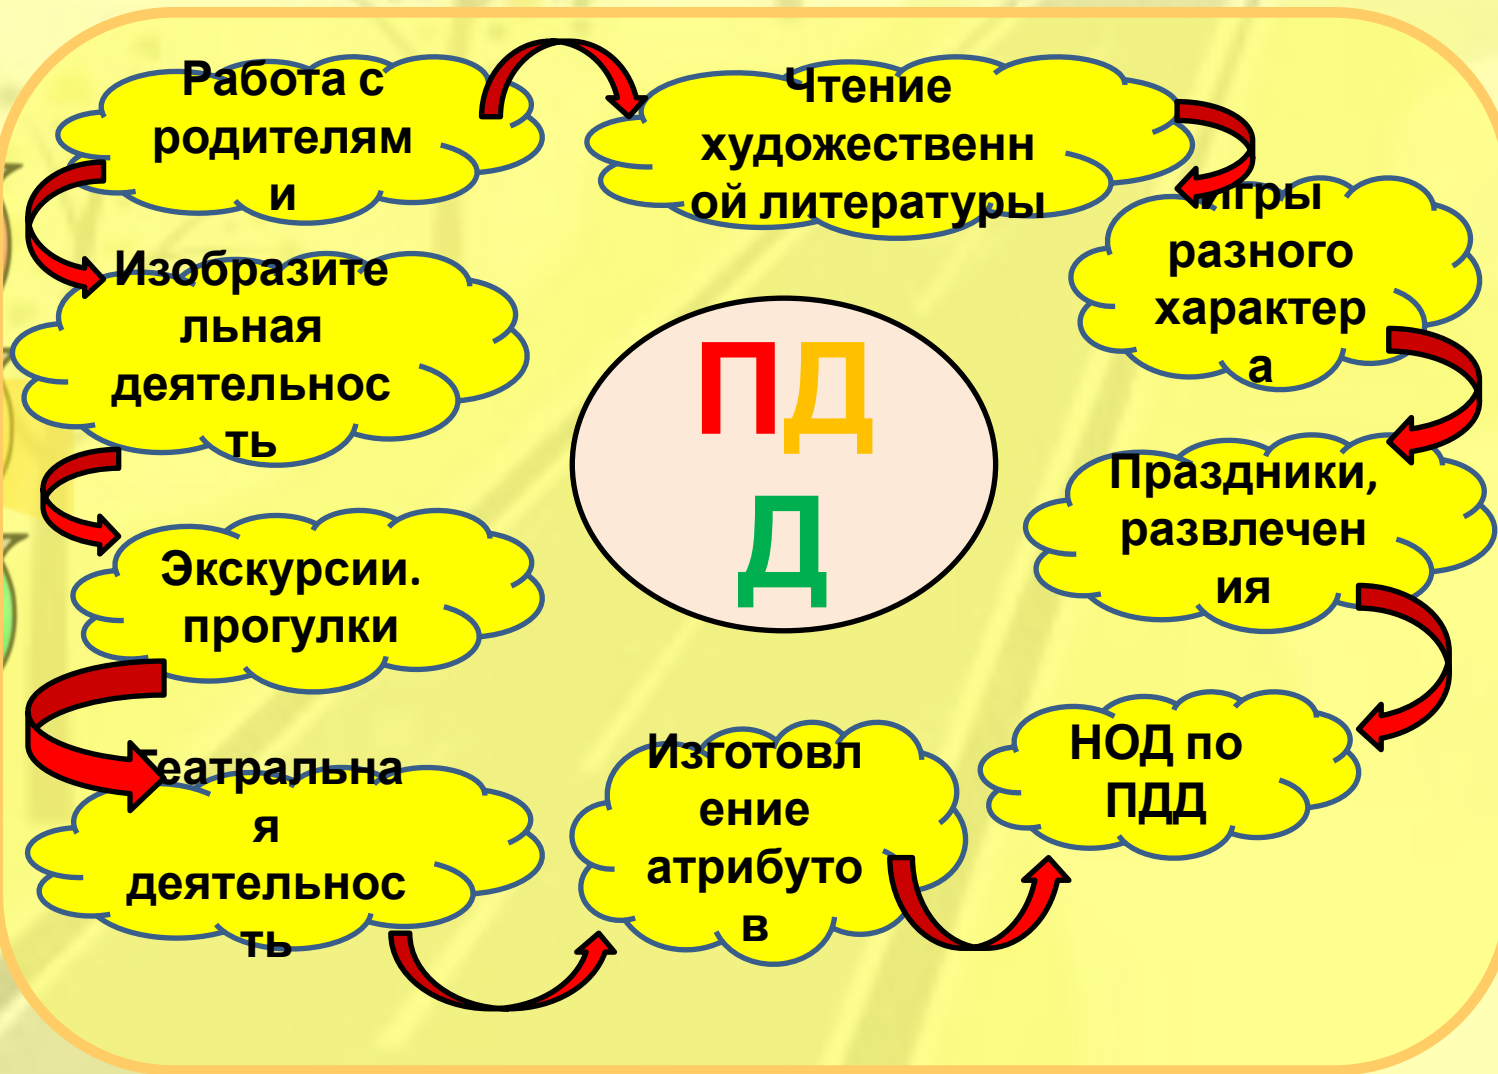 Работа с
родителям
и
Чтение
художественн
ой литературы
Игры
разного
характер
а
Изобразите
льная
деятельнос
ть
ПД
Д
Праздники,
развлечен
ия
Экскурсии.
прогулки
НОД по
ПДД
Театральна
я
деятельнос
ть
Изготовл
ение
атрибуто
в